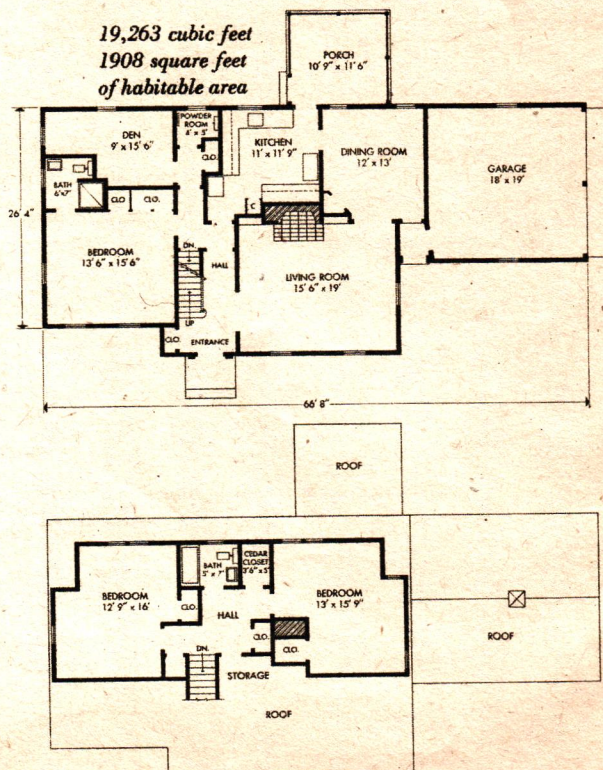 19,263 cubic feet
1908 square feet
of habitable area
PORCH
10' 9" x 11' 6"
DEN
9' x 15' 6"
POWDER
ROOM
4' x 5'
CLO.
KITCHEN
11' x 11' 9"
DINING ROOM
12' x 13'
GARAGE
18' x 19'
BATH
6' x 7'
CLO.
CLO.
C
26' 4"
BEDROOM
13' 6" x 15' 6"
DN.
HALL
LIVING ROOM
15' 6" x 19'
UP
CLO.
ENTRANCE
66' 8"
ROOF
BEDROOM
12' 9" x 16'
BATH
5' x 7'
CEDAR
CLOSET
3' 6" x 5'
BEDROOM
13' x 15' 9"
CLO.
HALL
CLO.
CLO.
DN.
STORAGE
ROOF
ROOF